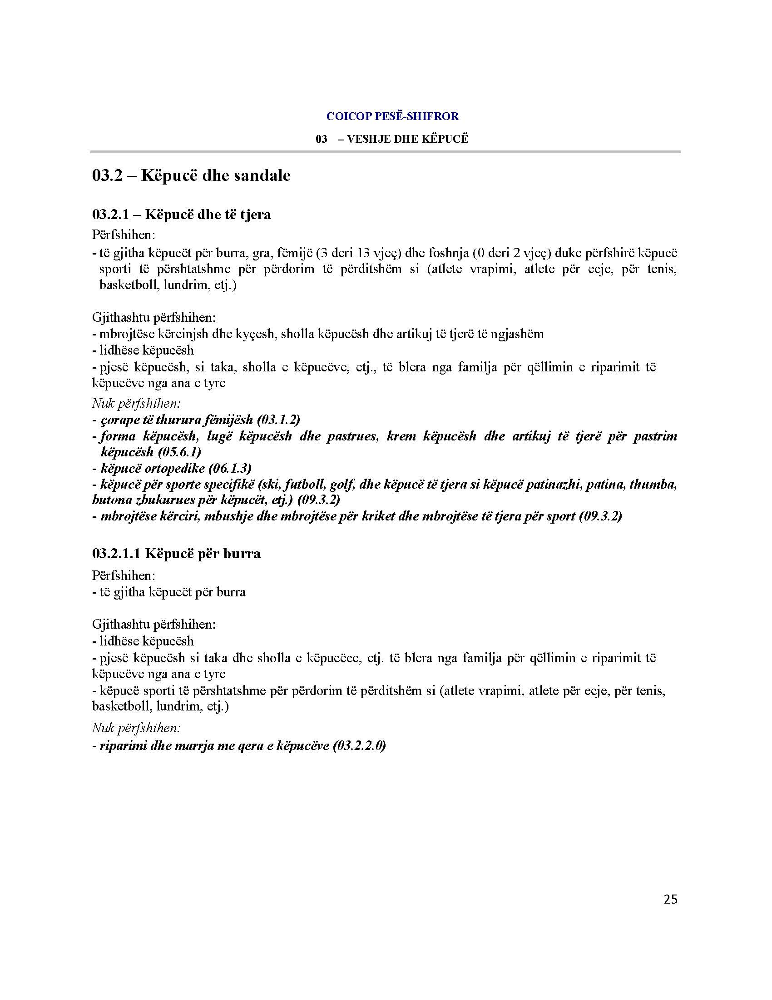 COICOP PESË-SHIFROR
03 – VESHJE DHE KËPUCË
03.2 – Këpucë dhe sandale
03.2.1 – Këpucë dhe të tjera
Përfshihen:
- të gjitha këpucët për burra, gra, fëmijë (3 deri 13 vjeç) dhe foshnja (0 deri 2 vjeç) duke përfshirë këpucë
sporti të përshtatshme për përdorim të përditshëm si (atlete vrapimi, atlete për ecje, për tenis,
basketboll, lundrim, etj.)
Gjithashtu përfshihen:
- mbrojtëse kërcinjsh dhe kyçesh, sholla këpucësh dhe artikuj të tjerë të ngjashëm
- lidhëse këpucësh
- pjesë këpucësh, si taka, sholla e këpucëve, etj., të blera nga familja për qëllimin e riparimit të
këpucëve nga ana e tyre
Nuk përfshihen:
- çorape të thurura fëmijësh (03.1.2)
- forma këpucësh, lugë këpucësh dhe pastrues, krem këpucësh dhe artikuj të tjerë për pastrim
këpucësh (05.6.1)
- këpucë ortopedike (06.1.3)
- këpucë për sporte specifikë (ski, futboll, golf, dhe këpucë të tjera si këpucë patinazhi, patina, thumba,
butona zbukurues për këpucët, etj.) (09.3.2)
- mbrojtëse kërciri, mbushje dhe mbrojtëse për kriket dhe mbrojtëse të tjera për sport (09.3.2)
03.2.1.1 Këpucë për burra
Përfshihen:
- të gjitha këpucët për burra
Gjithashtu përfshihen:
- lidhëse këpucësh
- pjesë këpucësh si taka dhe sholla e këpucëce, etj. të blera nga familja për qëllimin e riparimit të
këpucëve nga ana e tyre
- këpucë sporti të përshtatshme për përdorim të përditshëm si (atlete vrapimi, atlete për ecje, për tenis,
basketboll, lundrim, etj.)
Nuk përfshihen:
- riparimi dhe marrja me qera e këpucëve (03.2.2.0)
25